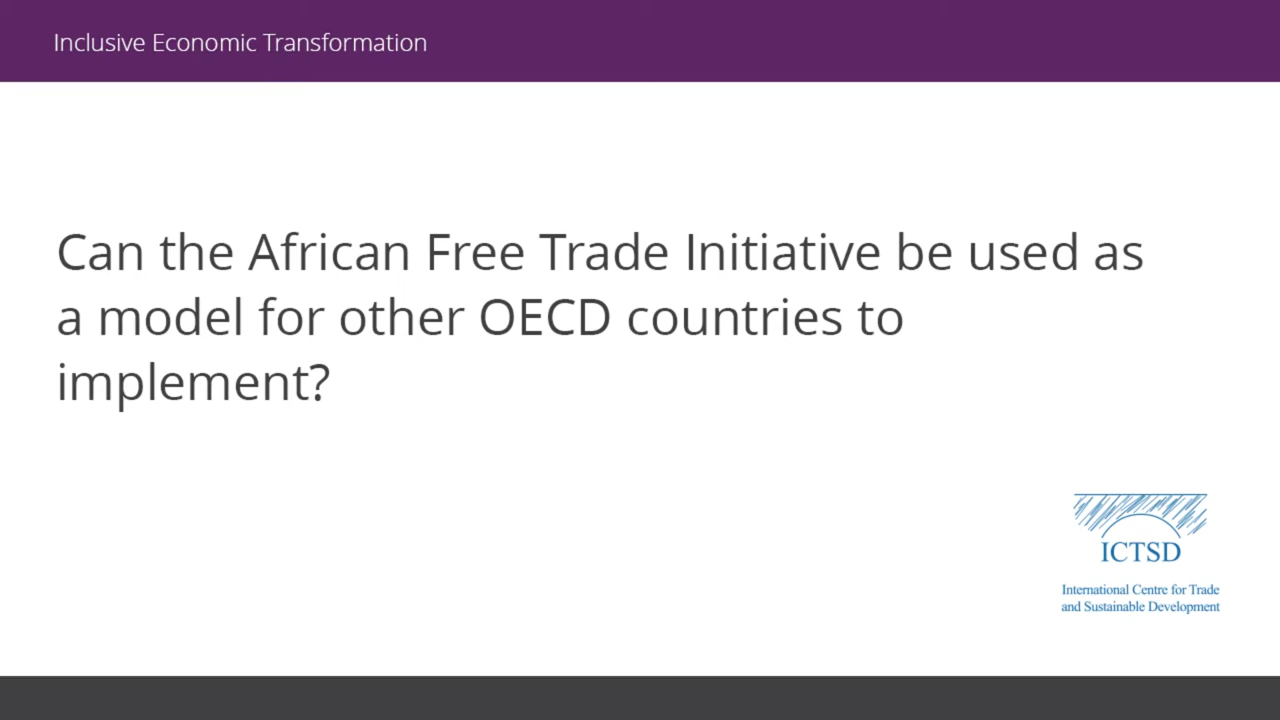 Inclusive Economic Transformation
Can the African Free Trade Initiative be used as
a model for other OECD countries to
implement?
ICTSD
International Centre for Trade
and Sustainable Development